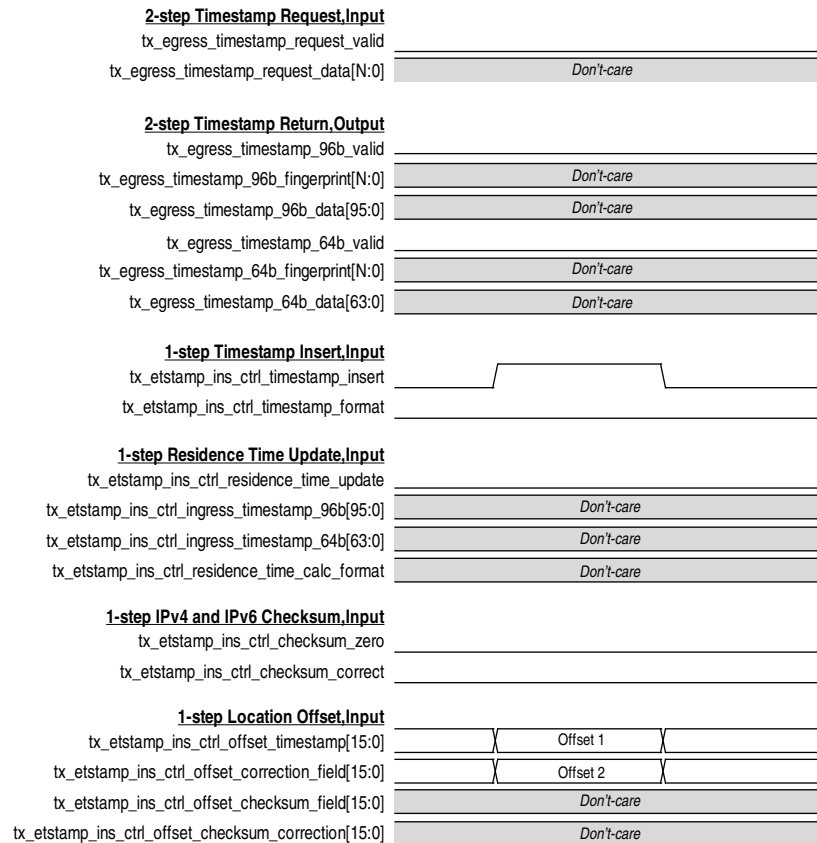 2-step Timestamp Request,Input
tx_egress_timestamp_request_valid
tx_egress_timestamp_request_data[N:0] Don't-care
2-step Timestamp Return,Output
tx_egress_timestamp_96b_valid
tx_egress_timestamp_96b_fingerprint[N:0] Don't-care
tx_egress_timestamp_96b_data[95:0] Don't-care
tx_egress_timestamp_64b_valid
tx_egress_timestamp_64b_fingerprint[N:0] Don't-care
tx_egress_timestamp_64b_data[63:0] Don't-care
1-step Timestamp Insert,Input
tx_etstamp_ins_ctrl_timestamp_insert
tx_etstamp_ins_ctrl_timestamp_format
1-step Residence Time Update,Input
tx_etstamp_ins_ctrl_residence_time_update
tx_etstamp_ins_ctrl_ingress_timestamp_96b[95:0] Don't-care
tx_etstamp_ins_ctrl_ingress_timestamp_64b[63:0] Don't-care
tx_etstamp_ins_ctrl_residence_time_calc_format Don't-care
1-step IPv4 and IPv6 Checksum,Input
tx_etstamp_ins_ctrl_checksum_zero
tx_etstamp_ins_ctrl_checksum_correct
1-step Location Offset,Input
tx_etstamp_ins_ctrl_offset_timestamp[15:0] Offset 1
tx_etstamp_ins_ctrl_offset_correction_field[15:0] Offset 2
tx_etstamp_ins_ctrl_offset_checksum_field[15:0] Don't-care
tx_etstamp_ins_ctrl_offset_checksum_correction[15:0] Don't-care